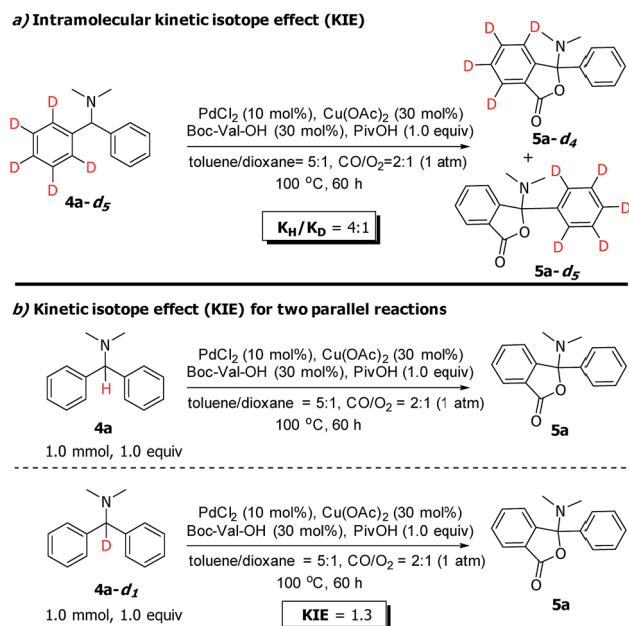 a) Intramolecular kinetic isotope effect (KIE)
D
D
D
D
D
N
4a-d5
PdCl2 (10 mol%), Cu(OAc)2 (30 mol%)
Boc-Val-OH (30 mol%), PivOH (1.0 equiv)
toluene/dioxane= 5:1, CO/O2=2:1 (1 atm)
100 °C, 60 h
KH/KD = 4:1
D
D
D
D
N
O
O
5a-d4
+
N
O
O
D
D
D
D
D
5a-d5
b) Kinetic isotope effect (KIE) for two parallel reactions
N
H
4a
1.0 mmol, 1.0 equiv
PdCl2 (10 mol%), Cu(OAc)2 (30 mol%)
Boc-Val-OH (30 mol%), PivOH (1.0 equiv)
toluene/dioxane = 5:1, CO/O2 = 2:1 (1 atm)
100 °C, 60 h
N
O
O
5a
N
D
4a-d1
1.0 mmol, 1.0 equiv
PdCl2 (10 mol%), Cu(OAc)2 (30 mol%)
Boc-Val-OH (30 mol%), PivOH (1.0 equiv)
toluene/dioxane = 5:1, CO/O2 = 2:1 (1 atm)
100 °C, 60 h
KIE = 1.3
N
O
O
5a